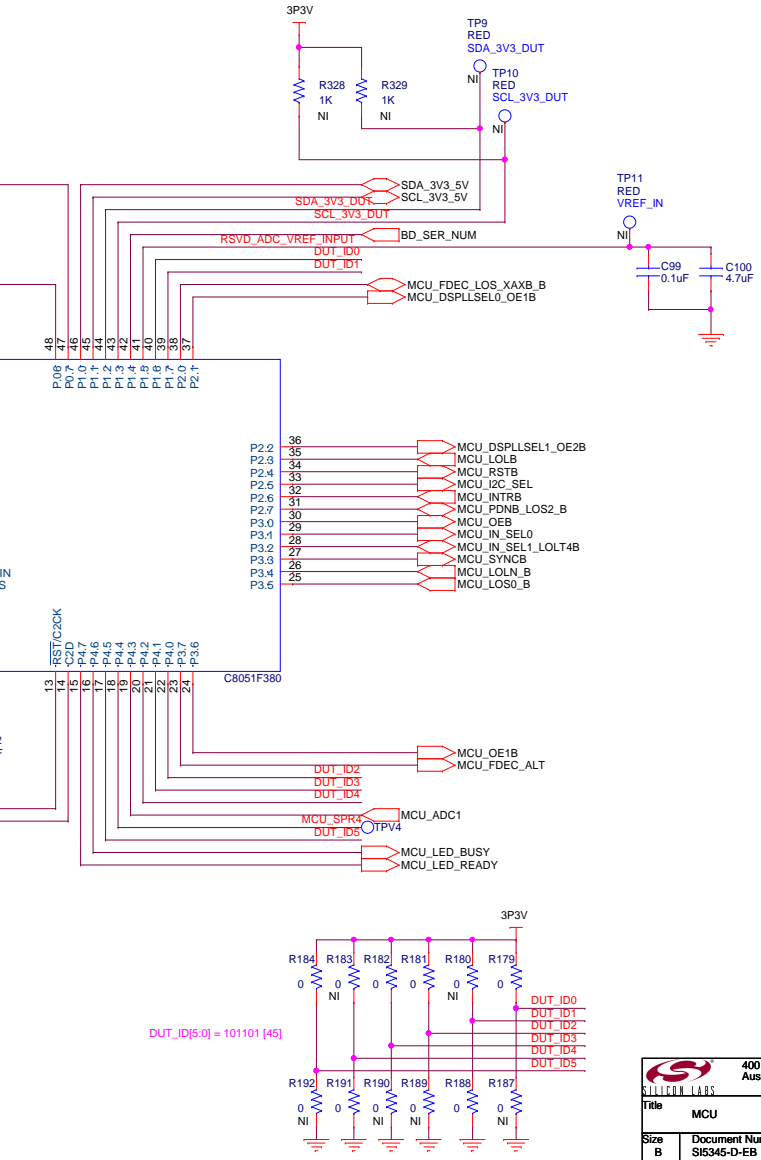 3P3V
TP9
RED
SDA_3V3_DUT
NI
TP10
RED
SCL_3V3_DUT
NI
R328
1K
NI
R329
1K
NI
TP11
RED
VREF_IN
NI
SDA_3V3_5V
SCL_3V3_5V
SDA_3V3_DUT
SCL_3V3_DUT
BD_SER_NUM
RSVD_ADC_VREF_INPUT
DUT_ID0
DUT_ID1
C99
0.1uF
C100
4.7uF
MCU_FDEC_LOS_XAXB_B
MCU_DSPLLSEL0_OE1B
48
47
46
45
44
43
42
41
40
39
38
37
P.06
P0.7
P1.0
P1.1
P1.2
P1.3
P1.4
P1.5
P1.6
P1.7
P2.0
P2.1
P2.2 36 MCU_DSPLLSEL1_OE2B
P2.3 35 MCU_LOLB
P2.4 34 MCU_RSTB
P2.5 33 MCU_I2C_SEL
P2.6 32 MCU_INTRB
P2.7 31 MCU_PDNB_LOS2_B
P3.0 30 MCU_OEB
P3.1 29 MCU_IN_SEL0
P3.2 28 MCU_IN_SEL1_LOLT4B
P3.3 27 MCU_SYNCB
P3.4 26 MCU_LOLN_B
P3.5 25 MCU_LOS0_B
IN
S
RST/C2CK
C2D
P4.7
P4.6
P4.5
P4.4
P4.3
P4.2
P4.1
P4.0
P3.7
P3.6
C8051F380
13
14
15
16
17
18
19
20
21
22
23
24
MCU_OE1B
MCU_FDEC_ALT
DUT_ID2
DUT_ID3
DUT_ID4
MCU_ADC1
MCU_SPR4
TPV4
DUT_ID5
MCU_LED_BUSY
MCU_LED_READY
3P3V
R184
0
R183
0
NI
R182
0
R181
0
R180
0
NI
R179
0
DUT_ID0
DUT_ID1
DUT_ID2
DUT_ID3
DUT_ID4
DUT_ID5
DUT_ID[5:0] = 101101 [45]
R192
0
NI
R191
0
R190
0
NI
R189
0
NI
R188
0
R187
0
NI
SILICON LABS
400
Aus
Title
MCU
Size
B
Document Nu
SI5345-D-EB